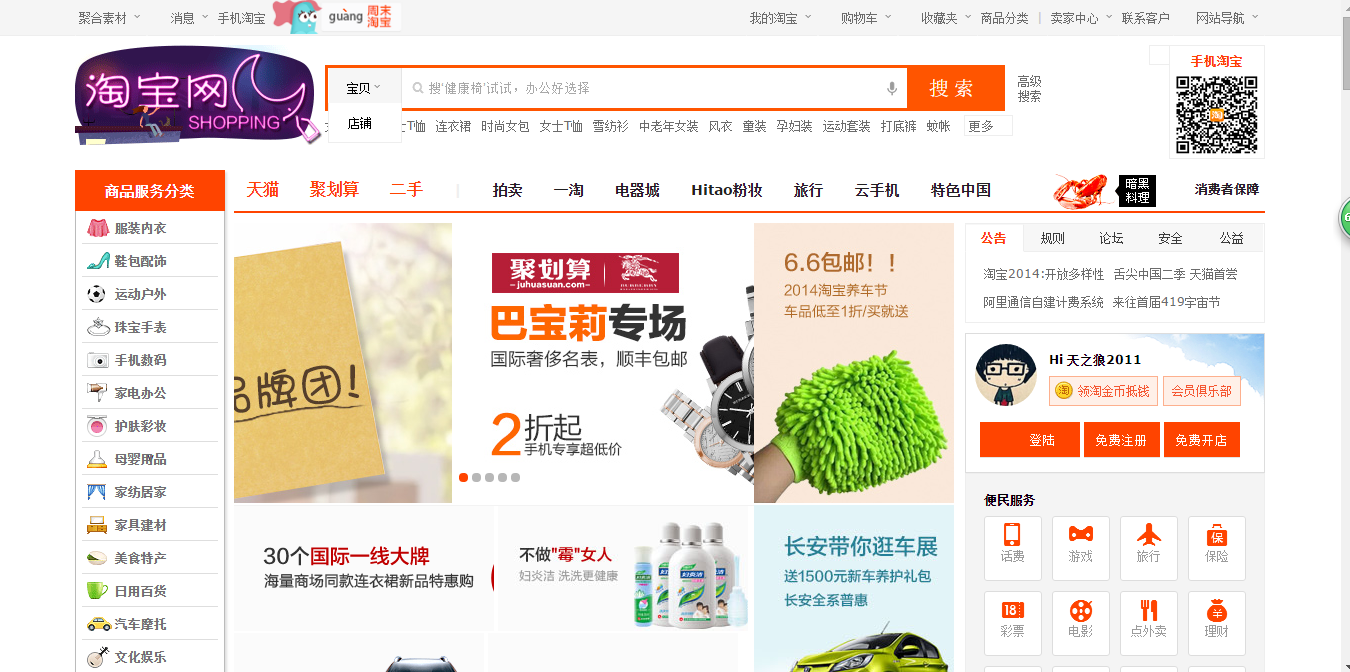 聚合素材 消息 手机淘宝 guàng 周末淘宝 我的淘宝 购物车 收藏夹 商品分类 卖家中心 联系客户 网站导航
淘宝网
SHOPPING
宝贝 搜'健康椅'试试，办公好选择 搜 索 高级搜索
店铺
T恤 连衣裙 时尚女包 女士T恤 雪纺衫 中老年女装 风衣 童装 孕妇装 运动套装 打底裤 蚊帐 更多
手机淘宝
淘
商品服务分类 天猫 聚划算 二手 拍卖 一淘 电器城 Hitao粉妆 旅行 云手机 特色中国 暗黑料理 消费者保障
服装内衣
鞋包配饰
运动户外
珠宝手表
手机数码
家电办公
护肤彩妆
母婴用品
家纺居家
家具建材
美食特产
日用百货
汽车摩托
文化娱乐
品牌团!
聚划算
juhuasuan.com
巴宝莉专场
国际奢侈名表，顺丰包邮
2折起
手机专享超低价
6.6包邮！！
2014淘宝养车节
车品低至1折/买就送
30个国际一线大牌
海量商场同款连衣裙新品特惠购
不做"霉"女人
妇炎洁 洗洗更健康
妇炎洁
长安带你逛车展
送1500元新车养护礼包
长安全系普惠
公告 规则 论坛 安全 公益
淘宝2014:开放多样性 舌尖中国二季 天猫首尝
阿里通信自建计费系统 来往首届419宇宙节
Hi 天之狼2011
淘 领淘金币抵钱 会员俱乐部
登陆 免费注册 免费开店
便民服务
话费 游戏 旅行 保 保险
18 彩票 电影 点外卖 理财
6